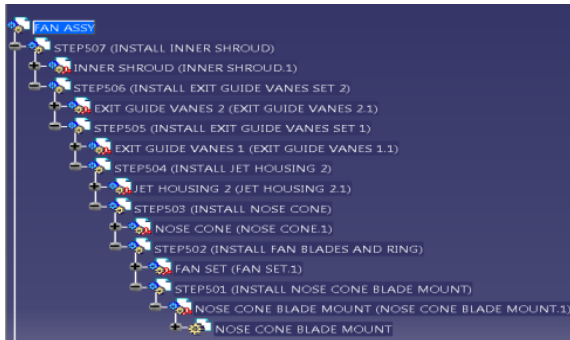 FAN ASSY
STEP507 (INSTALL INNER SHROUD)
INNER SHROUD (INNER SHROUD.1)
STEP506 (INSTALL EXIT GUIDE VANES SET 2)
EXIT GUIDE VANES 2 (EXIT GUIDE VANES 2.1)
STEP505 (INSTALL EXIT GUIDE VANES SET 1)
EXIT GUIDE VANES 1 (EXIT GUIDE VANES 1.1)
STEP504 (INSTALL JET HOUSING 2)
JET HOUSING 2 (JET HOUSING 2.1)
STEP503 (INSTALL NOSE CONE)
NOSE CONE (NOSE CONE.1)
STEP502 (INSTALL FAN BLADES AND RING)
FAN SET (FAN SET.1)
STEP501 (INSTALL NOSE CONE BLADE MOUNT)
NOSE CONE BLADE MOUNT (NOSE CONE BLADE MOUNT.1)
NOSE CONE BLADE MOUNT